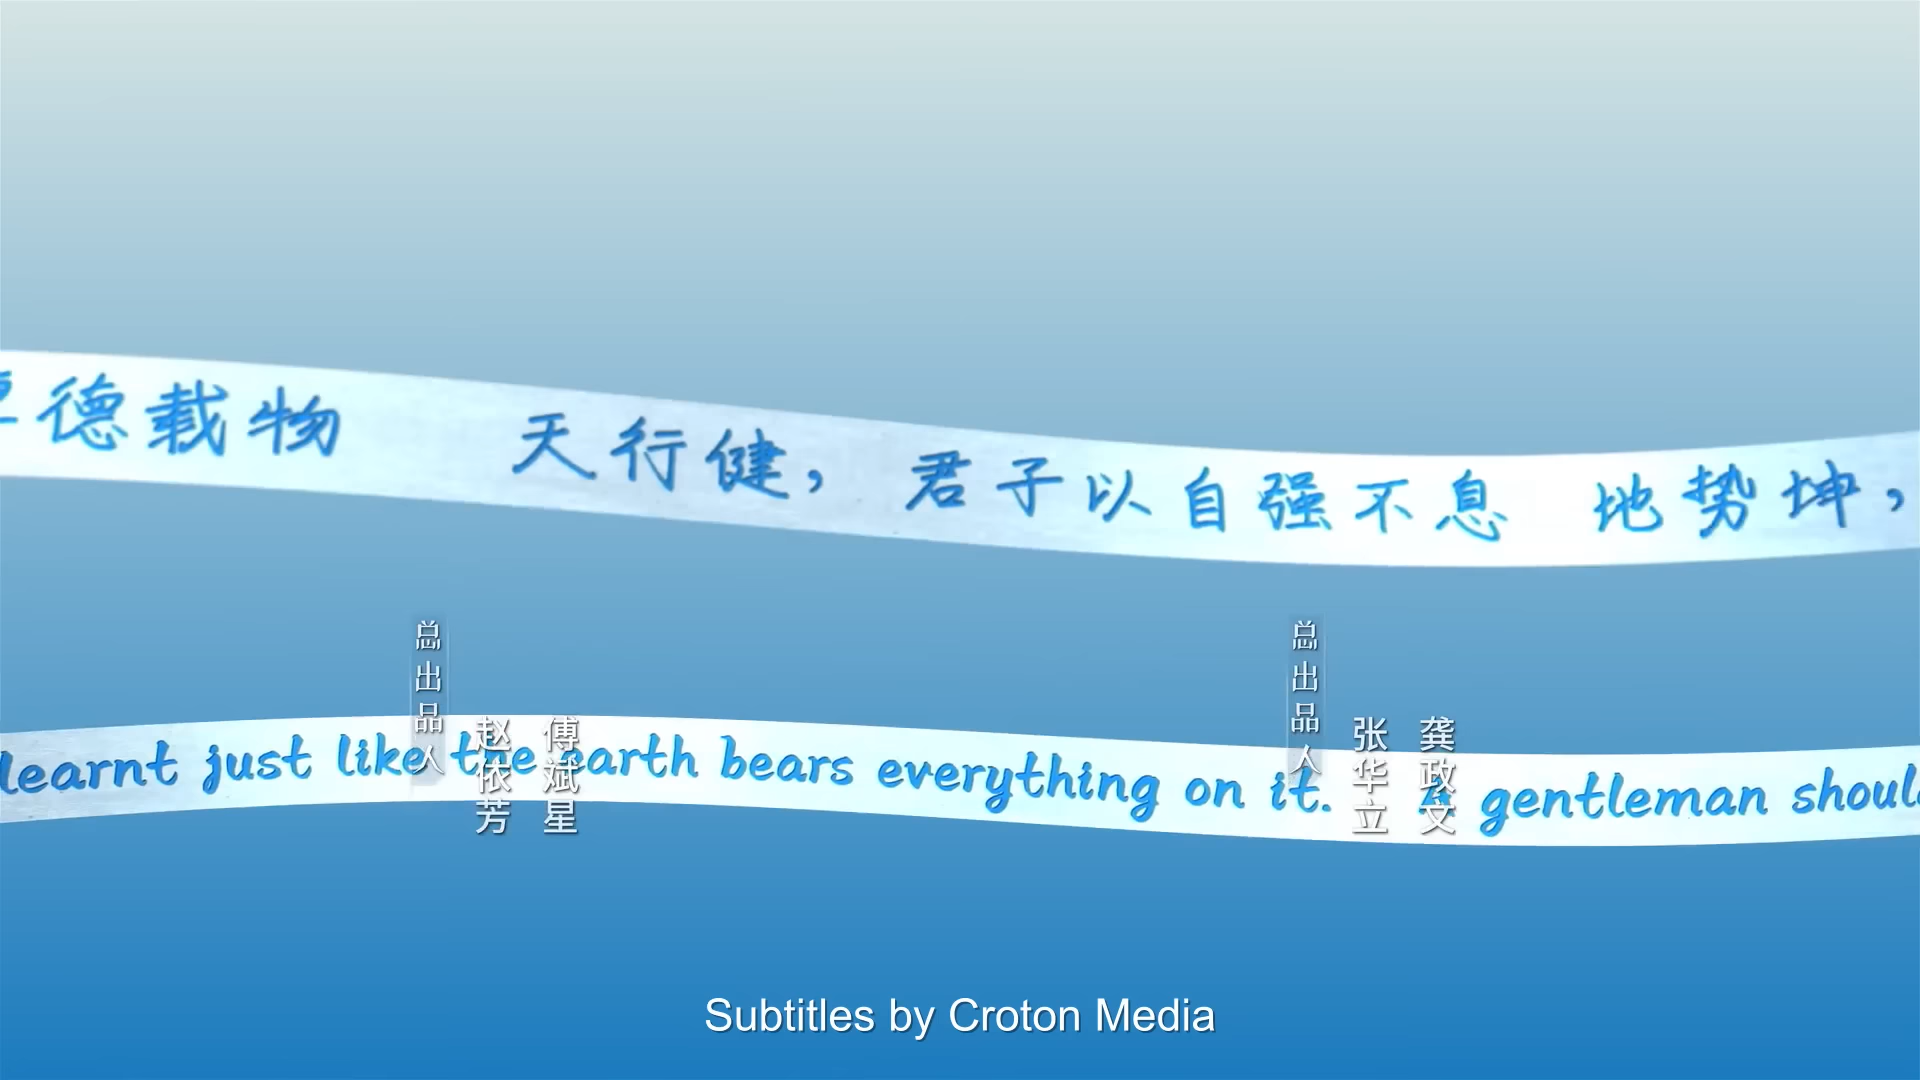 德载物 天行健，君子以自强不息 地势坤，
总出品人
赵依芳
傅斌星
总出品人
张华立
龚政文
learnt just like the earth bears everything on it. A gentleman should
Subtitles by Croton Media